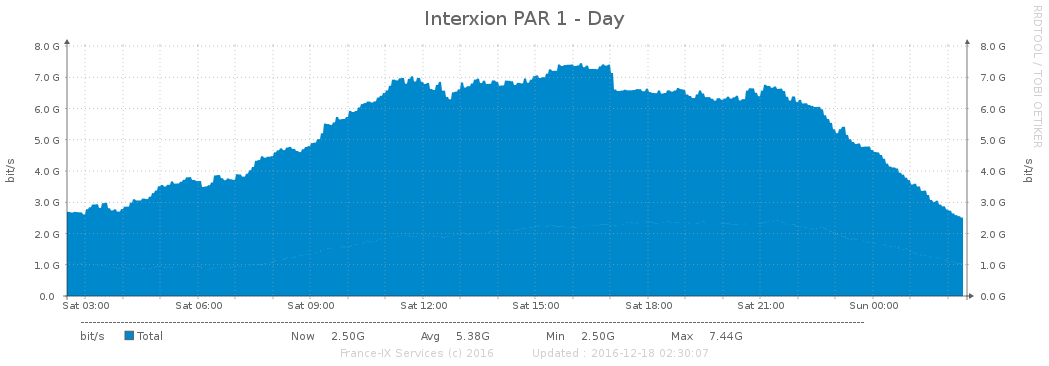 Interxion PAR 1 - Day
RRDTOOL / TOBI OETIKER
bit/s
8.0 G 8.0 G
7.0 G 7.0 G
6.0 G 6.0 G
5.0 G 5.0 G
4.0 G 4.0 G
3.0 G 3.0 G
2.0 G 2.0 G
1.0 G 1.0 G
0.0 0.0 G
bit/s
Sat 03:00 Sat 06:00 Sat 09:00 Sat 12:00 Sat 15:00 Sat 18:00 Sat 21:00 Sun 00:00
bit/s Total Now 2.50G Avg 5.38G Min 2.50G Max 7.44G
France-IX Services (c) 2016 Updated : 2016-12-18 02:30:07